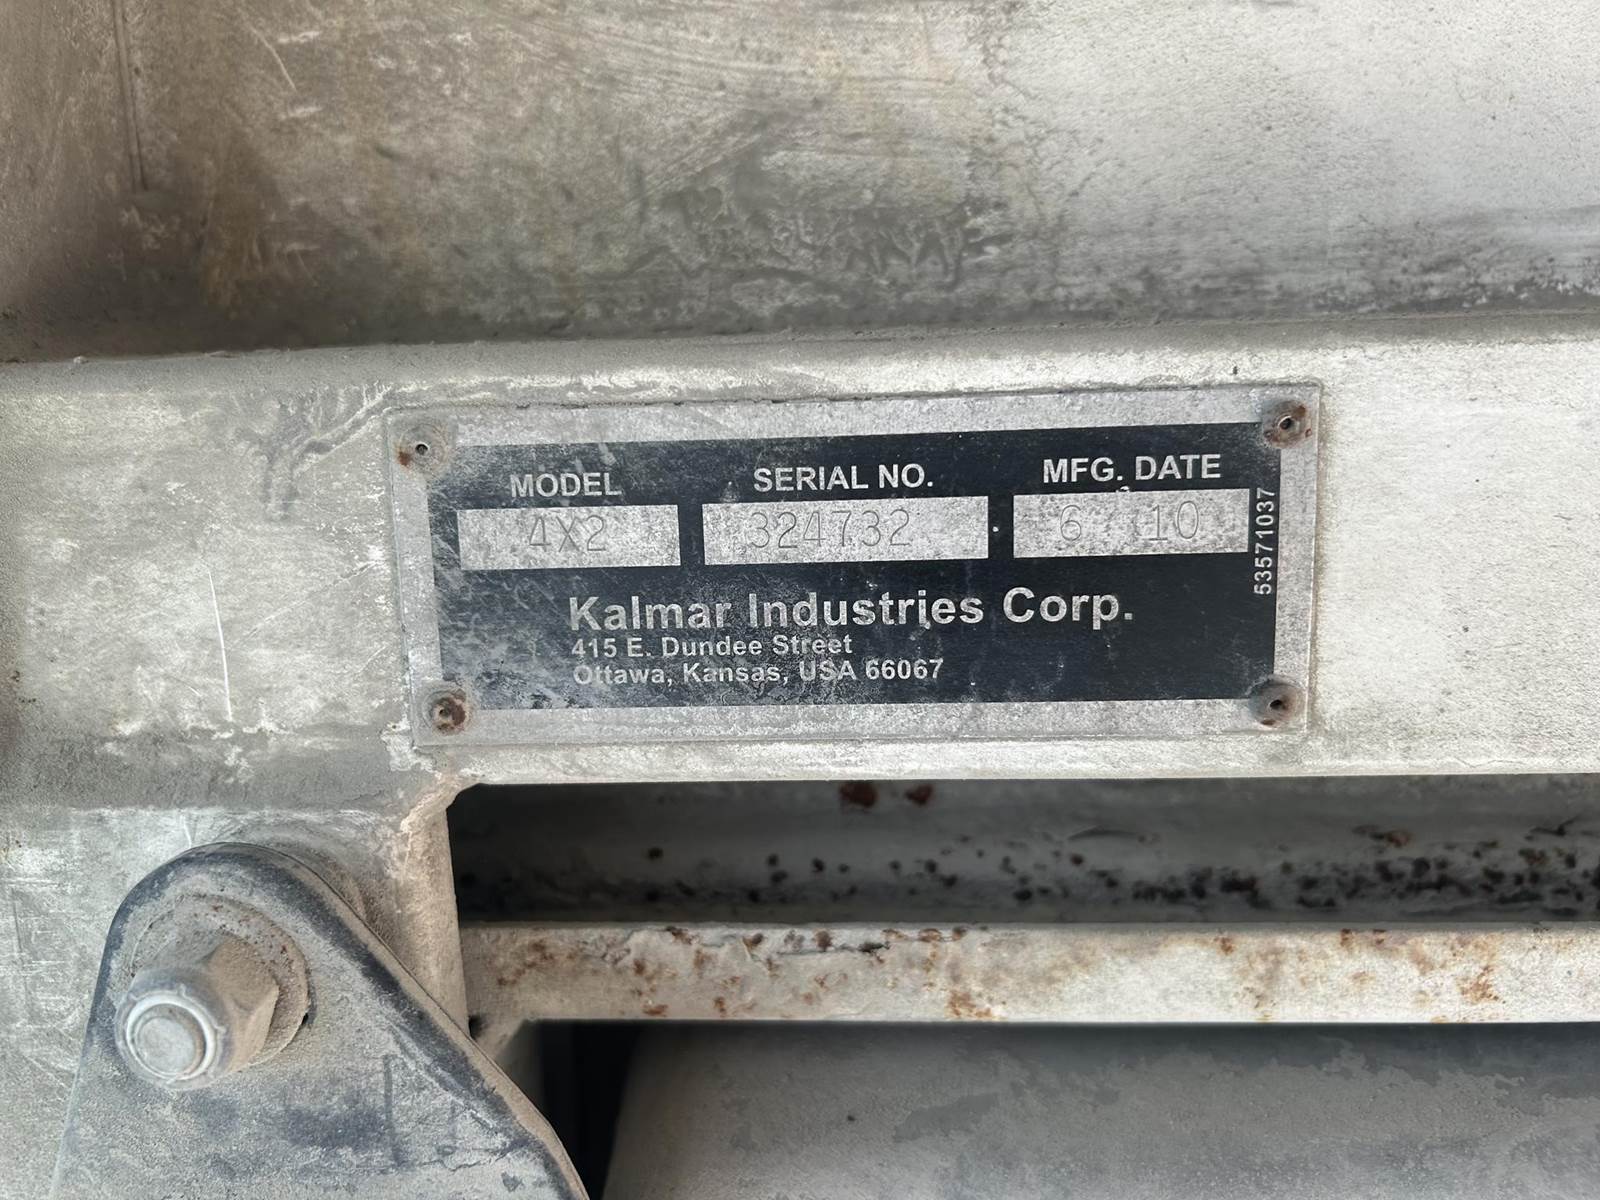 MODEL SERIAL NO. MFG. DATE
4X2 324732 6 10
Kalmar Industries Corp.
415 E. Dundee Street
Ottawa, Kansas, USA 66067
53571037